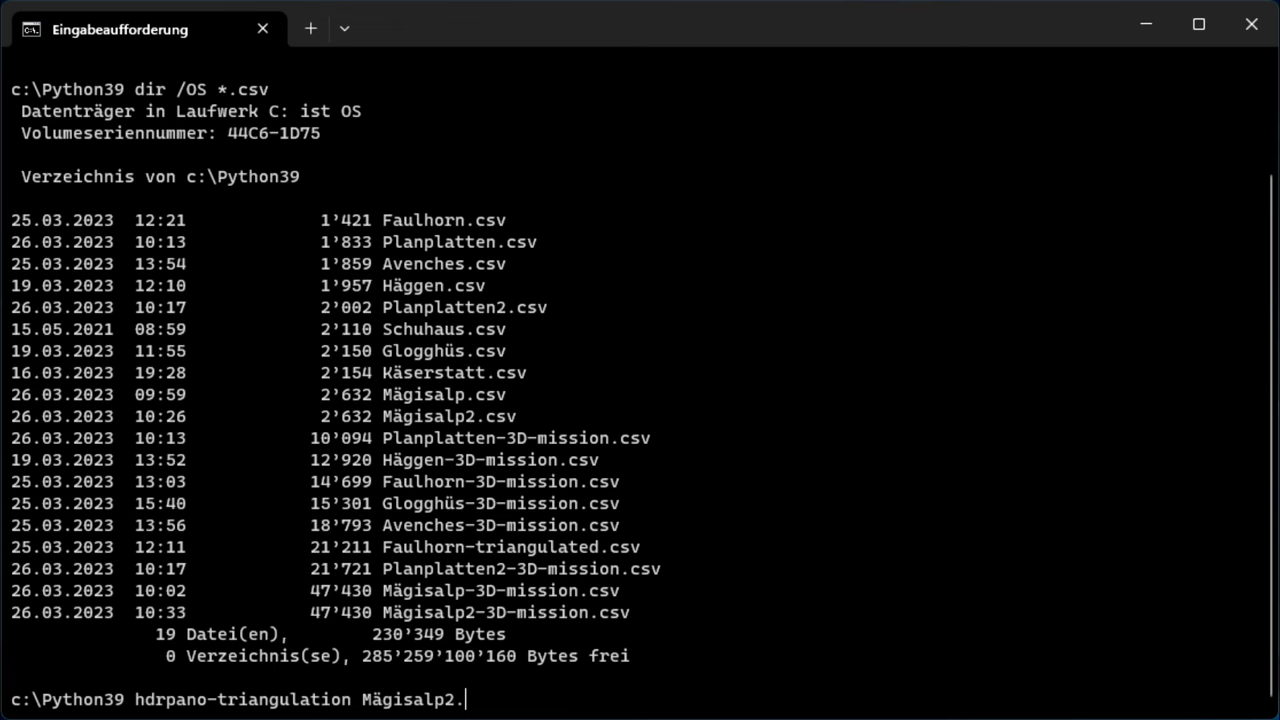 Eingabeaufforderung
c:\Python39 dir /OS *.csv
Datenträger in Laufwerk C: ist OS
Volumeseriennummer: 44C6-1D75
Verzeichnis von c:\Python39
25.03.2023 12:21 1’421 Faulhorn.csv
26.03.2023 10:13 1’833 Planplatten.csv
25.03.2023 13:54 1’859 Avenches.csv
19.03.2023 12:10 1’957 Häggen.csv
26.03.2023 10:17 2’002 Planplatten2.csv
15.05.2021 08:59 2’110 Schuhaus.csv
19.03.2023 11:55 2’150 Glogghüs.csv
16.03.2023 19:28 2’154 Käserstatt.csv
26.03.2023 09:59 2’632 Mägisalp.csv
26.03.2023 10:26 2’632 Mägisalp2.csv
26.03.2023 10:13 10’094 Planplatten-3D-mission.csv
19.03.2023 13:52 12’920 Häggen-3D-mission.csv
25.03.2023 13:03 14’699 Faulhorn-3D-mission.csv
25.03.2023 15:40 15’301 Glogghüs-3D-mission.csv
25.03.2023 13:56 18’793 Avenches-3D-mission.csv
25.03.2023 12:11 21’211 Faulhorn-triangulated.csv
26.03.2023 10:17 21’721 Planplatten2-3D-mission.csv
26.03.2023 10:02 47’430 Mägisalp-3D-mission.csv
26.03.2023 10:33 47’430 Mägisalp2-3D-mission.csv
19 Datei(en), 230’349 Bytes
0 Verzeichnis(se), 285’259’100’160 Bytes frei
c:\Python39 hdrpano-triangulation Mägisalp2.